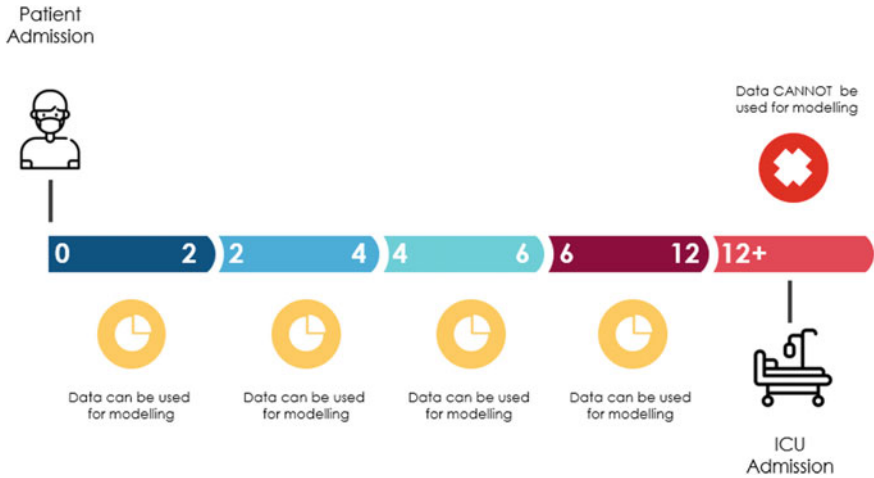 Patient
Admission
Data CANNOT be
used for modelling
0 2 2 4 4 6 6 12 12+
Data can be used
for modelling
Data can be used
for modelling
Data can be used
for modelling
Data can be used
for modelling
ICU
Admission